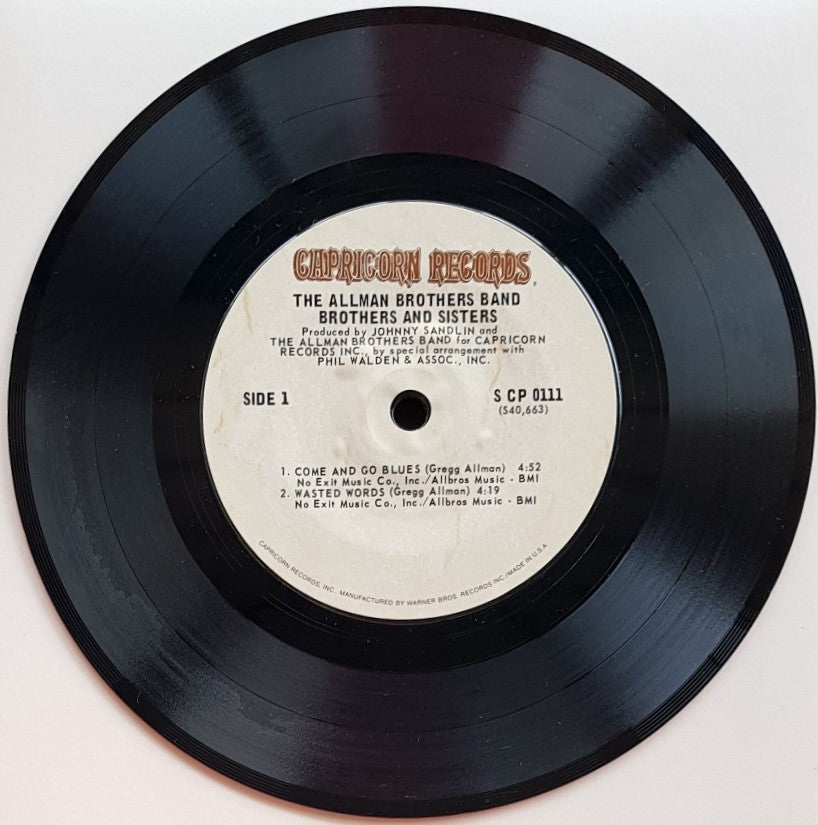 CAPRICORN RECORDS
THE ALLMAN BROTHERS BAND
BROTHERS AND SISTERS
Produced by JOHNNY SANDLIN and
THE ALLMAN BROTHERS BAND for CAPRICORN
RECORDS INC., by special arrangement with
PHIL WALDEN & ASSOC., INC.
SIDE 1
S CP 0111
(S40,663)
1. COME AND GO BLUES (Gregg Allman) 4:52
No Exit Music Co., Inc./Allbros Music - BMI
2. WASTED WORDS (Gregg Allman) 4:19
No Exit Music Co., Inc./Allbros Music - BMI
CAPRICORN RECORDS, INC. MANUFACTURED BY WARNER BROS. RECORDS INC./MADE IN U.S.A